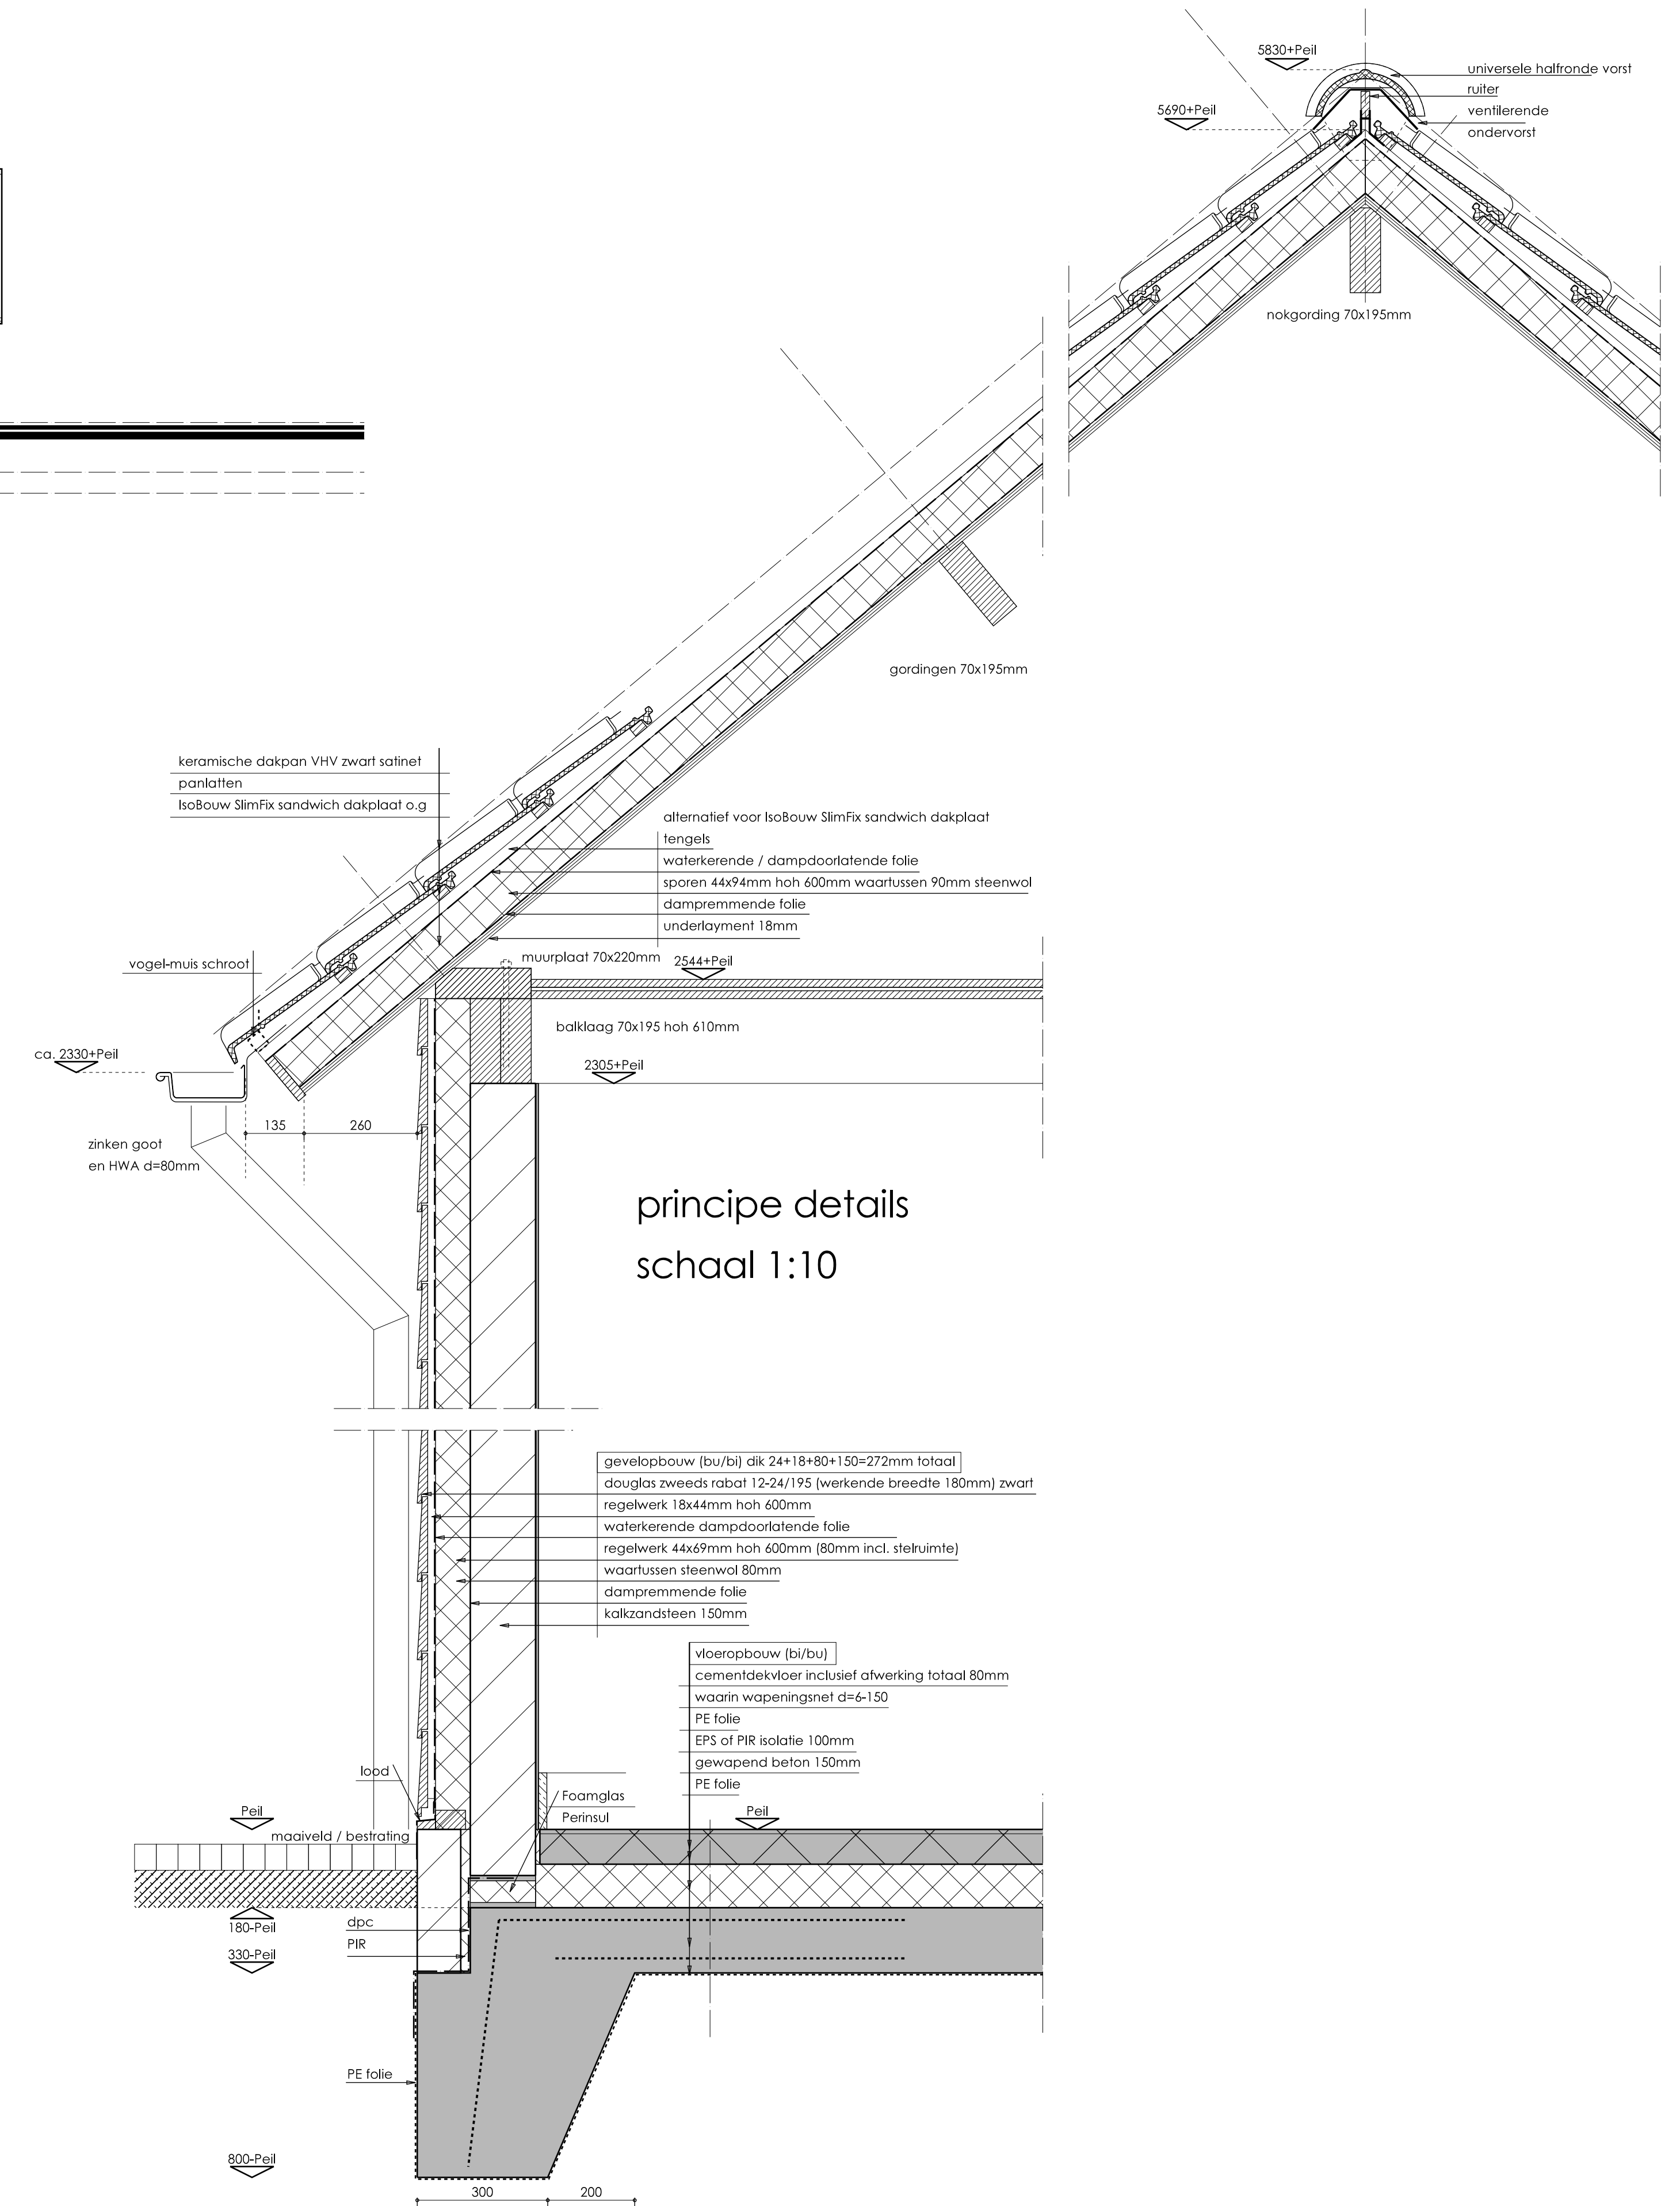 5830+Peil
universele halfronde vorst
ruiter
5690+Peil
ventilerende
ondervorst
nokgording 70x195mm
gordingen 70x195mm
keramische dakpan VHV zwart satinet
panlatten
IsoBouw SlimFix sandwich dakplaat o.g
alternatief voor IsoBouw SlimFix sandwich dakplaat
tengels
waterkerende / dampdoorlatende folie
sporen 44x94mm hoh 600mm waartussen 90mm steenwol
dampremmende folie
underlayment 18mm
vogel-muis schroot
muurplaat 70x220mm
2544+Peil
balklaag 70x195 hoh 610mm
ca. 2330+Peil
2305+Peil
135
260
zinken goot
en HWA d=80mm
principe details
schaal 1:10
gevelopbouw (bu/bi) dik 24+18+80+150=272mm totaal
douglas zweeds rabat 12-24/195 (werkende breedte 180mm) zwart
regelwerk 18x44mm hoh 600mm
waterkerende dampdoorlatende folie
regelwerk 44x69mm hoh 600mm (80mm incl. stelruimte)
waartussen steenwol 80mm
dampremmende folie
kalkzandsteen 150mm
vloeropbouw (bi/bu)
cementdekvloer inclusief afwerking totaal 80mm
waarin wapeningsnet d=6-150
PE folie
EPS of PIR isolatie 100mm
gewapend beton 150mm
PE folie
lood
Foamglas
Perinsul
Peil
Peil
maaiveld / bestrating
180-Peil
dpc
PIR
330-Peil
PE folie
800-Peil
300
200